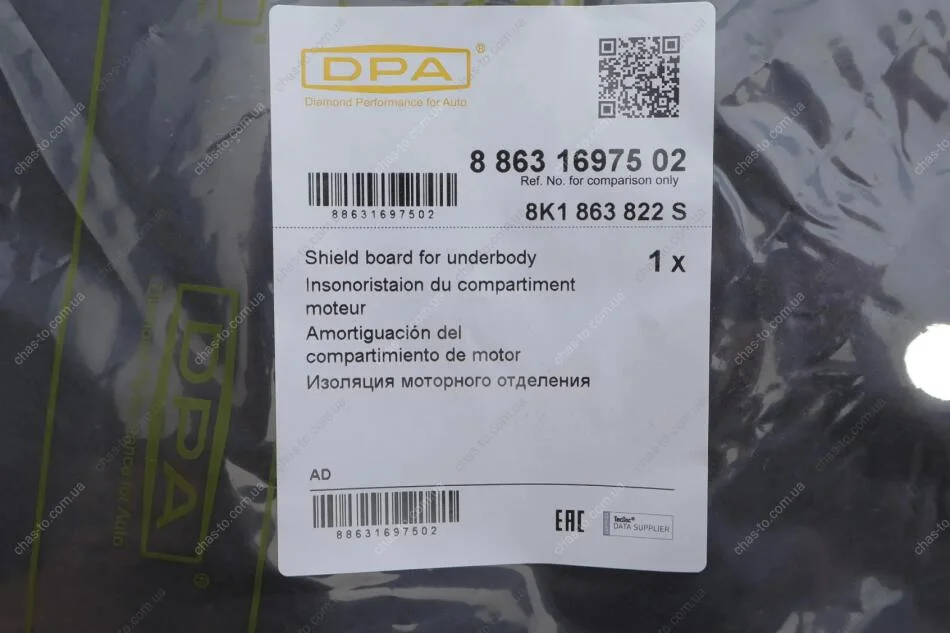 DPA®
Diamond Performance for Auto
8 863 16975 02
Ref. No. for comparison only
88631697502
8K1 863 822 S
Shield board for underbody
1 x
Insonoristaion du compartiment
moteur
Amortiguación del
compartimiento de motor
Изоляция моторного отделения
AD
88631697502
EAC
TecDoc®
DATA SUPPLIER
DPA®
chas-to.com.ua